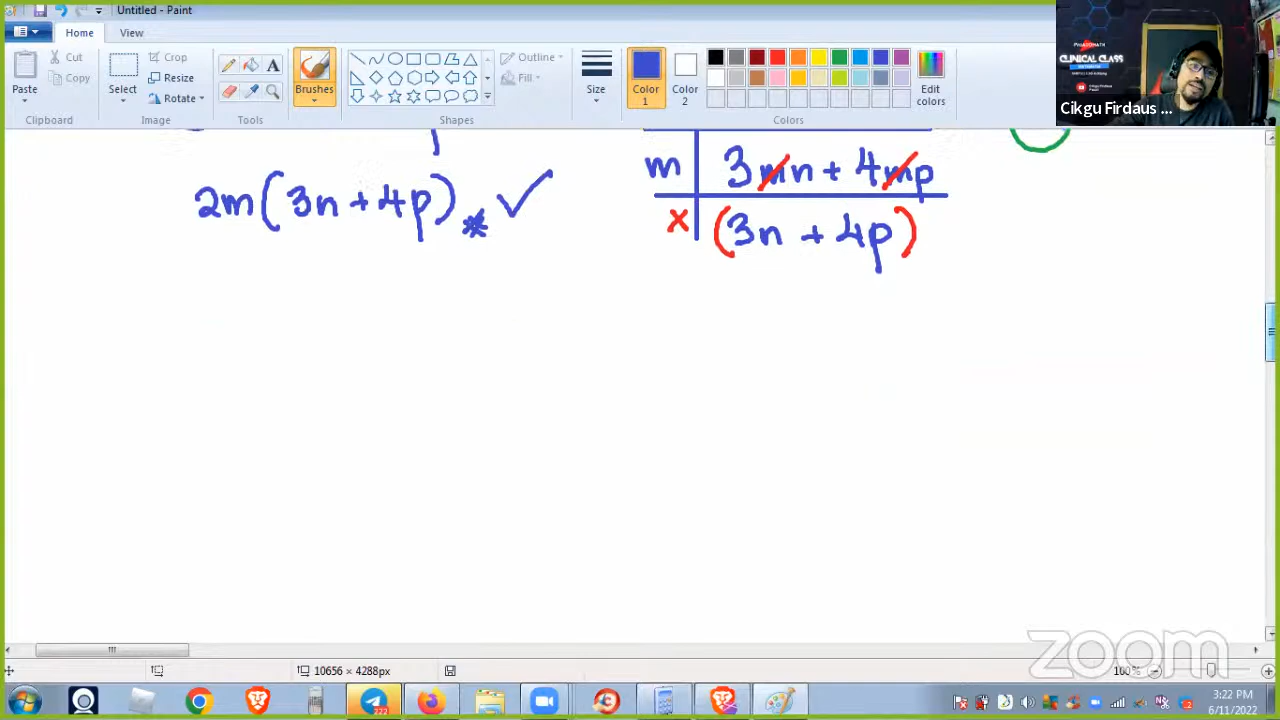 Untitled - Paint
Home View
Paste
Cut
Copy
Clipboard
Select
Crop
Resize
Rotate
Image
A
Tools
Brushes
Outline
Fill
Shapes
Size
Color 1
Color 2
Edit colors
Colors
CLINICAL CLASS
Cikgu Firdaus ...
m 3mn + 4mp
2m(3n + 4p)* ✓
x (3n + 4p)
zoom
10656 × 4288px
100%
3:22 PM
6/11/2022